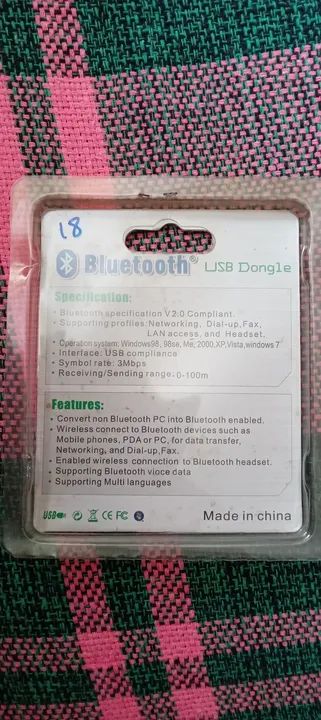 18
Bluetooth® USB Dongle
Specification:
· Bluetooth specification V2.0 Compliant.
· Supporting profiles: Networking, Dial-up, Fax,
LAN access, and Headset.
· Operation system: Windows98, 98se, Me, 2000, XP, Vista, windows 7
· Interface: USB compliance
· Symbol rate: 3Mbps
· Receiving/Sending range: 0-100m
Features:
· Convert non Bluetooth PC into Bluetooth enabled.
· Wireless connect to Bluetooth devices such as
Mobile phones, PDA or PC, for data transfer,
Networking, and Dial-up, Fax.
· Enabled wireless connection to Bluetooth headset.
· Supporting Bluetooth vioce data
· Supporting Multi languages
USB CE FC Made in china